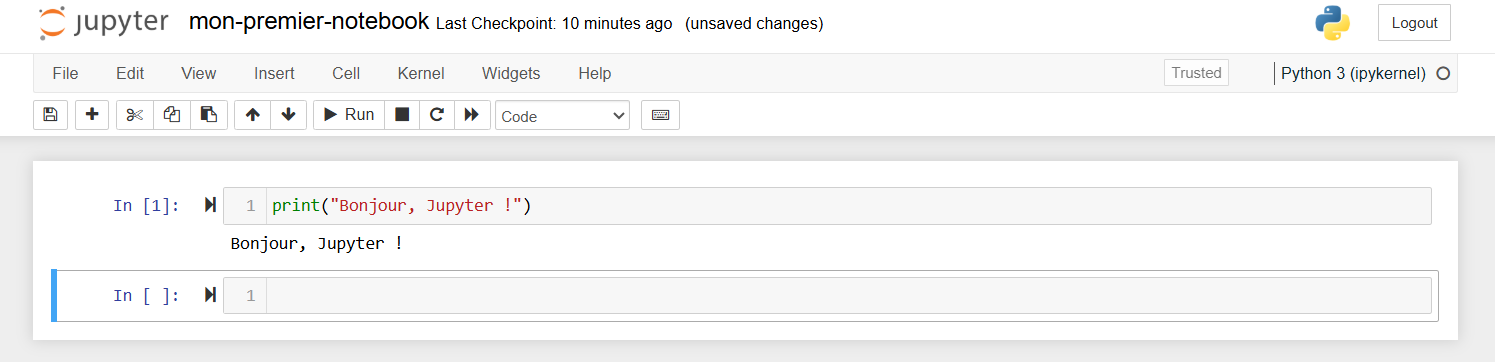 jupyter mon-premier-notebook Last Checkpoint: 10 minutes ago (unsaved changes) Logout
File Edit View Insert Cell Kernel Widgets Help Trusted Python 3 (ipykernel)
Run Code
In [1]: 1 print("Bonjour, Jupyter !")
Bonjour, Jupyter !
In [ ]: 1